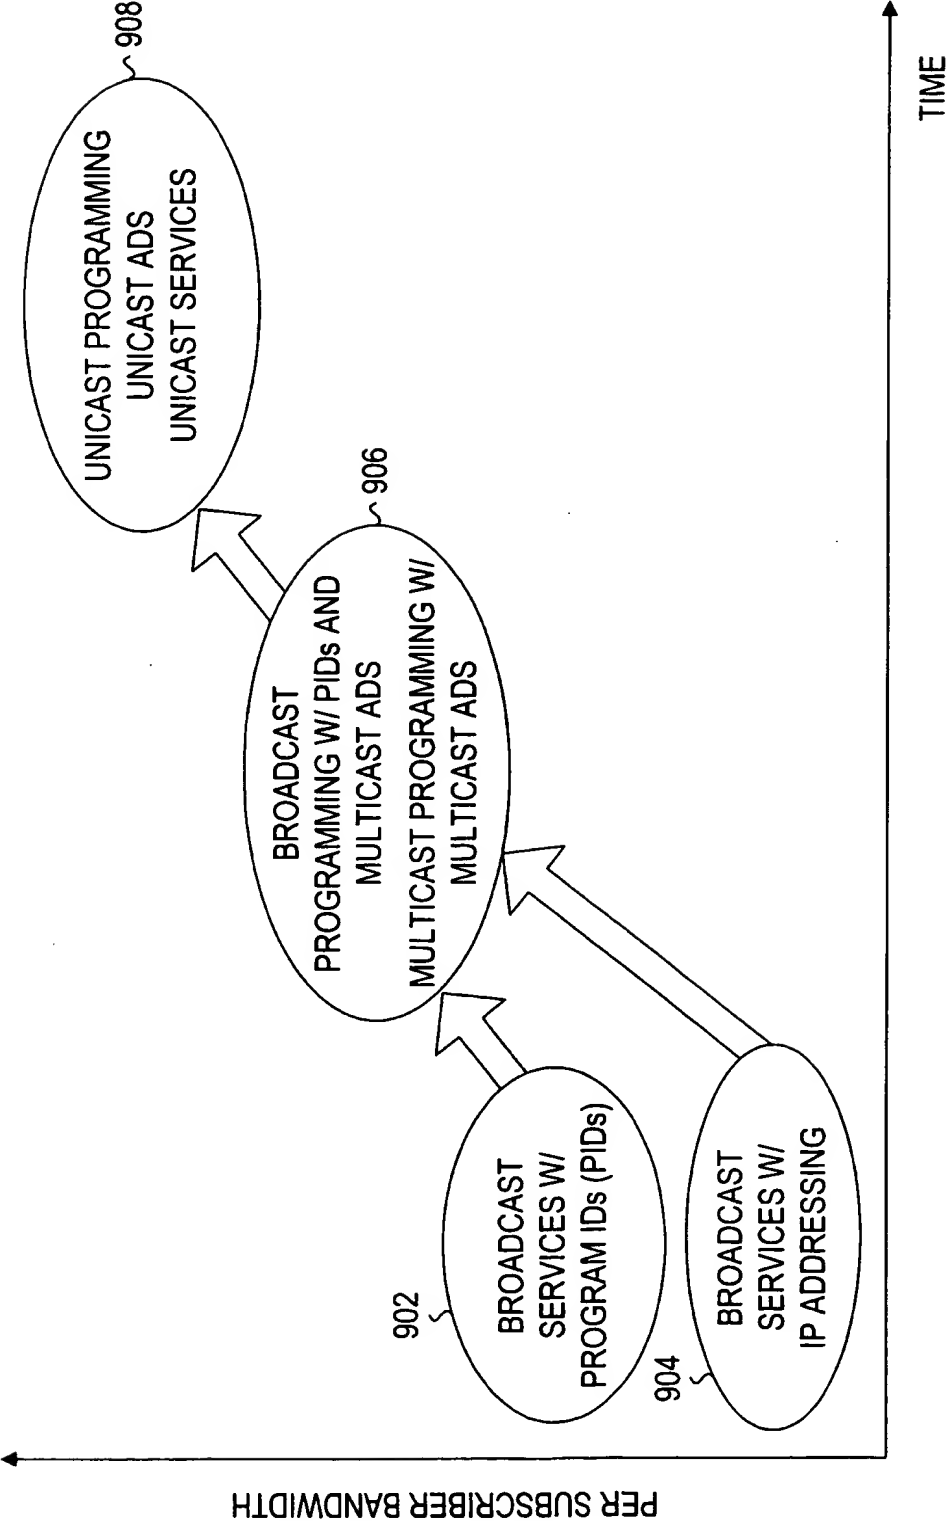 908
UNICAST PROGRAMMING
UNICAST ADS
UNICAST SERVICES
906
BROADCAST
PROGRAMMING W/ PIDs AND
MULTICAST ADS
MULTICAST PROGRAMMING W/
MULTICAST ADS
902
BROADCAST
SERVICES W/
PROGRAM IDs (PIDs)
904
BROADCAST
SERVICES W/
IP ADDRESSING
PER SUBSCRIBER BANDWIDTH
TIME